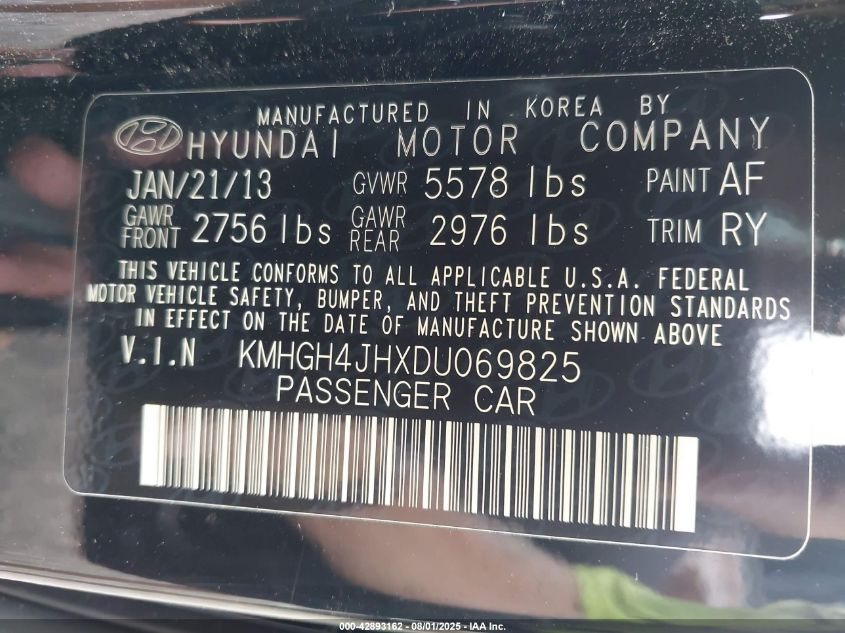 MANUFACTURED IN KOREA BY
HYUNDAI MOTOR COMPANY
JAN/21/13 GVWR 5578 lbs PAINT AF
GAWR FRONT 2756 lbs GAWR REAR 2976 lbs TRIM RY
THIS VEHICLE CONFORMS TO ALL APPLICABLE U.S.A. FEDERAL
MOTOR VEHICLE SAFETY, BUMPER, AND THEFT PREVENTION STANDARDS
IN EFFECT ON THE DATE OF MANUFACTURE SHOWN ABOVE
V.I.N KMHGH4JHXDU069825
PASSENGER CAR
000-42893162 - 08/01/2025 - IAA Inc.